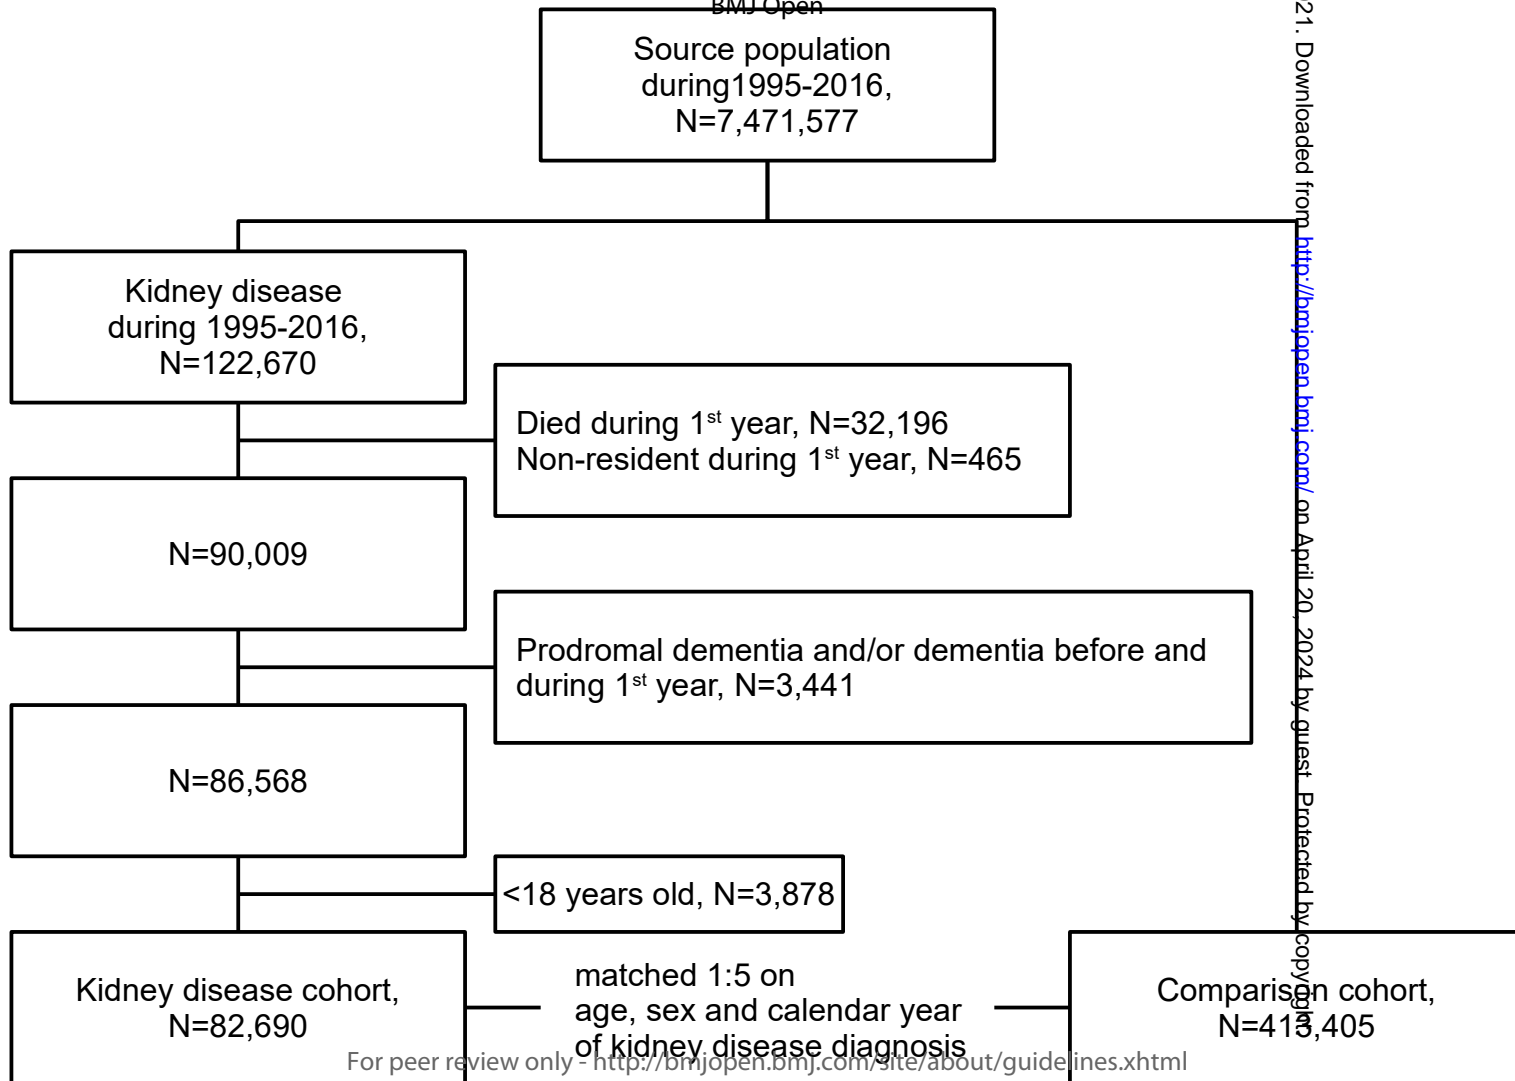 BMJ Open
Source population
during1995-2016,
N=7,471,577
Kidney disease
during 1995-2016,
N=122,670
Died during 1st year, N=32,196
Non-resident during 1st year, N=465
N=90,009
Prodromal dementia and/or dementia before and
during 1st year, N=3,441
N=86,568
<18 years old, N=3,878
Kidney disease cohort,
N=82,690
matched 1:5 on
age, sex and calendar year
of kidney disease diagnosis
Comparison cohort,
N=413,405
For peer review only - http://bmjopen.bmj.com/site/about/guidelines.xhtml
21. Downloaded from http://bmjopen.bmj.com/ on April 20, 2024 by guest. Protected by copyright.